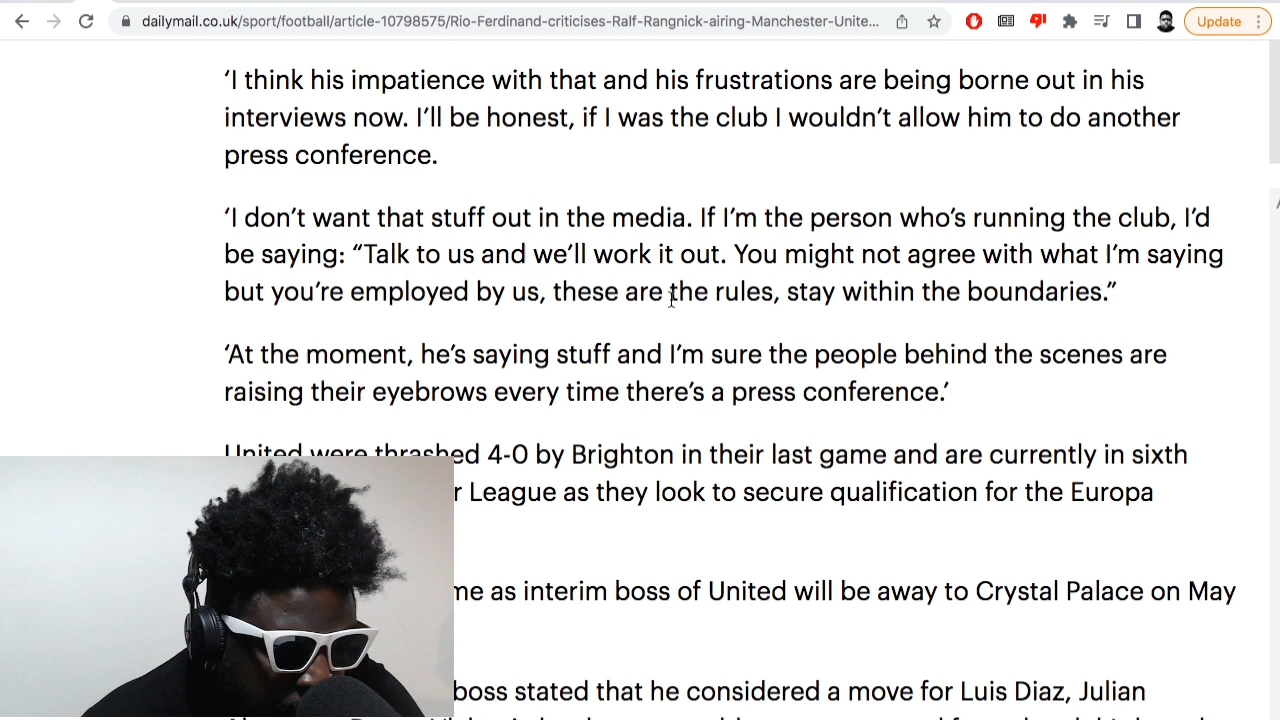 dailymail.co.uk/sport/football/article-10798575/Rio-Ferdinand-criticises-Ralf-Rangnick-airing-Manchester-Unite...
Update
‘I think his impatience with that and his frustrations are being borne out in his
interviews now. I’ll be honest, if I was the club I wouldn’t allow him to do another
press conference.
‘I don’t want that stuff out in the media. If I’m the person who’s running the club, I’d
be saying: “Talk to us and we’ll work it out. You might not agree with what I’m saying
but you’re employed by us, these are the rules, stay within the boundaries.”
‘At the moment, he’s saying stuff and I’m sure the people behind the scenes are
raising their eyebrows every time there’s a press conference.’
United were thrashed 4-0 by Brighton in their last game and are currently in sixth
League as they look to secure qualification for the Europa
me as interim boss of United will be away to Crystal Palace on May
boss stated that he considered a move for Luis Diaz, Julian